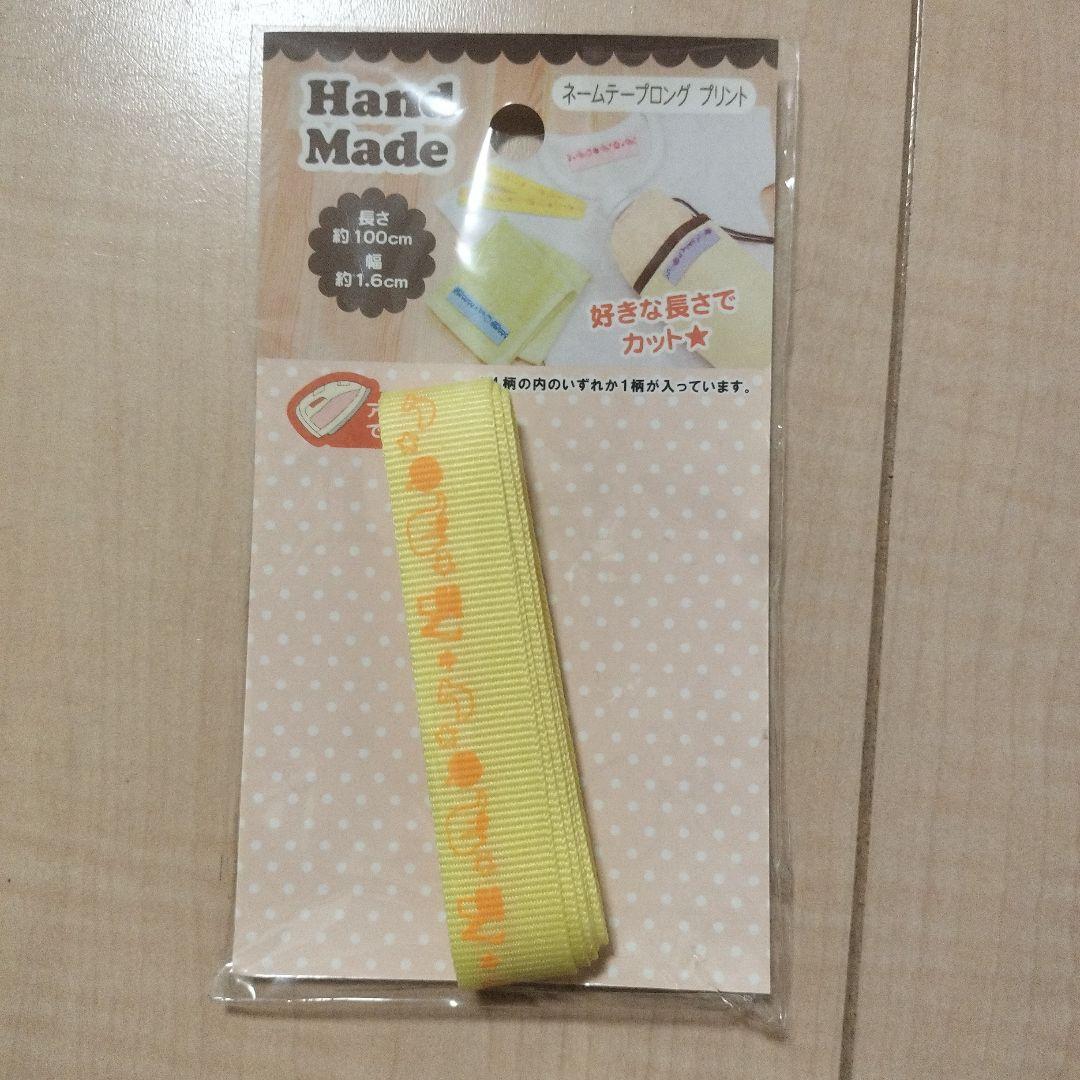 Hand
Made
ネームテープロング プリント
長さ
約100cm
幅
約1.6cm
好きな長さで
カット★
柄の内のいずれか1柄が入っています。
ア
で